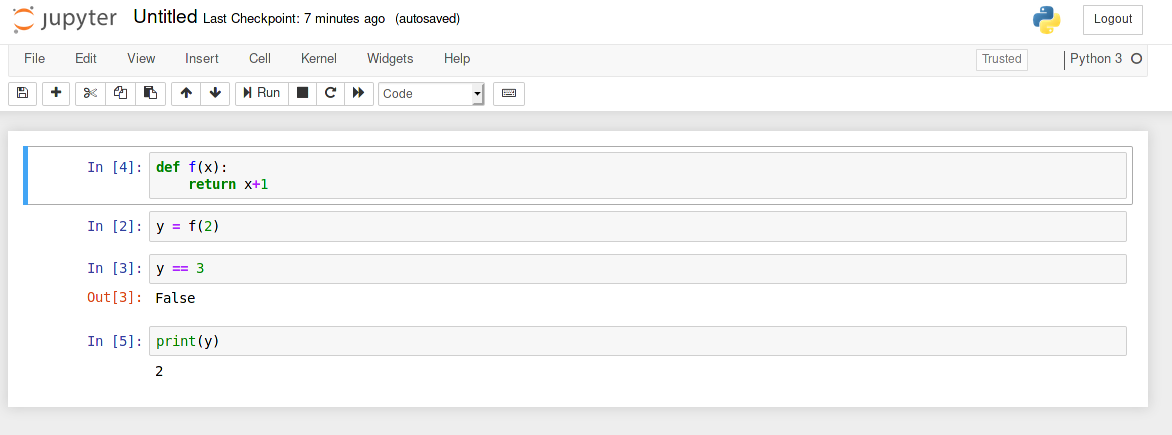 jupyter Untitled Last Checkpoint: 7 minutes ago (autosaved) Logout
File Edit View Insert Cell Kernel Widgets Help Trusted Python 3
Run Code
In [4]: def f(x):
    return x+1
In [2]: y = f(2)
In [3]: y == 3
Out[3]: False
In [5]: print(y)
2